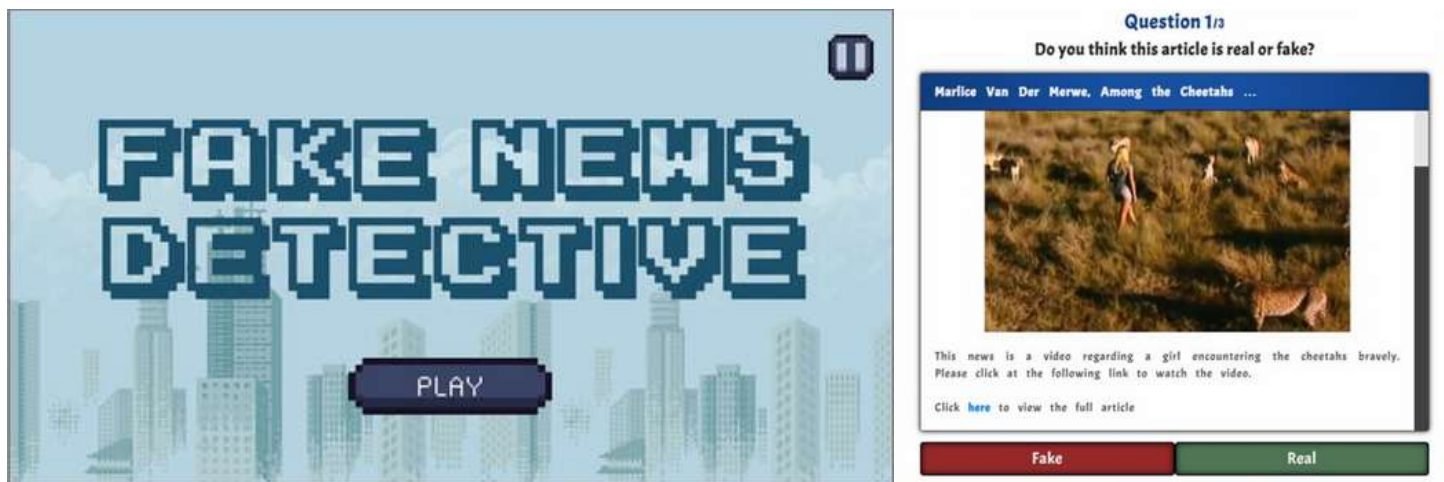 FAKE NEWS
DETECTIVE
PLAY
Question 1/3
Do you think this article is real or fake?
Marlice Van Der Merwe, Among the Cheetahs ...
This news is a video regarding a girl encountering the cheetahs bravely.
Please click at the following link to watch the video.
Click here to view the full article
Fake
Real